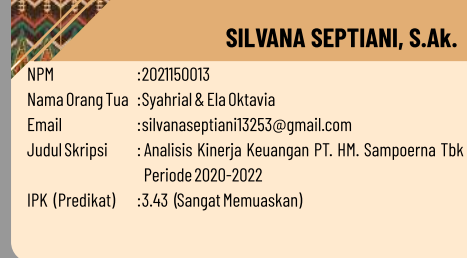 SILVANA SEPTIANI, S.Ak.
NPM :2021150013
Nama Orang Tua :Syahrial & Ela Oktavia
Email :silvanaseptiani13253@gmail.com
Judul Skripsi : Analisis Kinerja Keuangan PT. HM. Sampoerna Tbk
Periode 2020-2022
IPK (Predikat) :3.43 (Sangat Memuaskan)